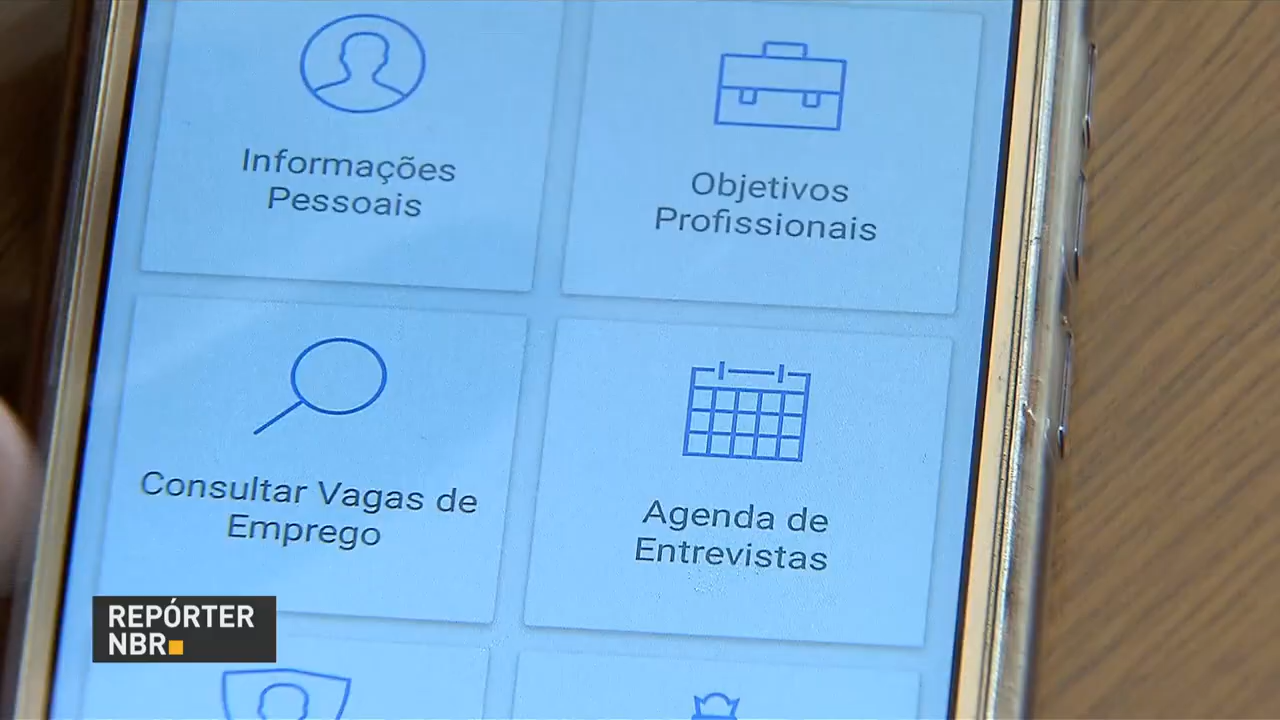 Informações
Pessoais
Objetivos
Profissionais
Consultar Vagas de
Emprego
Agenda de
Entrevistas
REPÓRTER
NBR